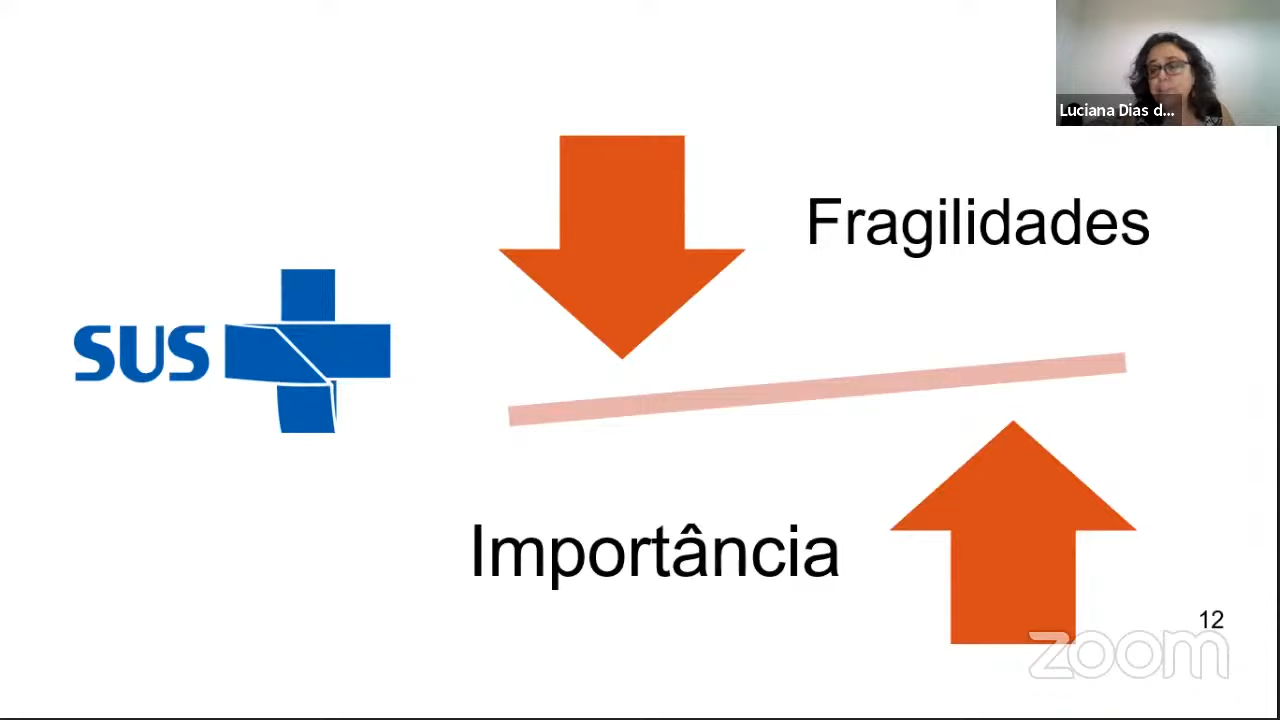 Luciana Dias d...
Fragilidades
SUS
Importância
12
zoom